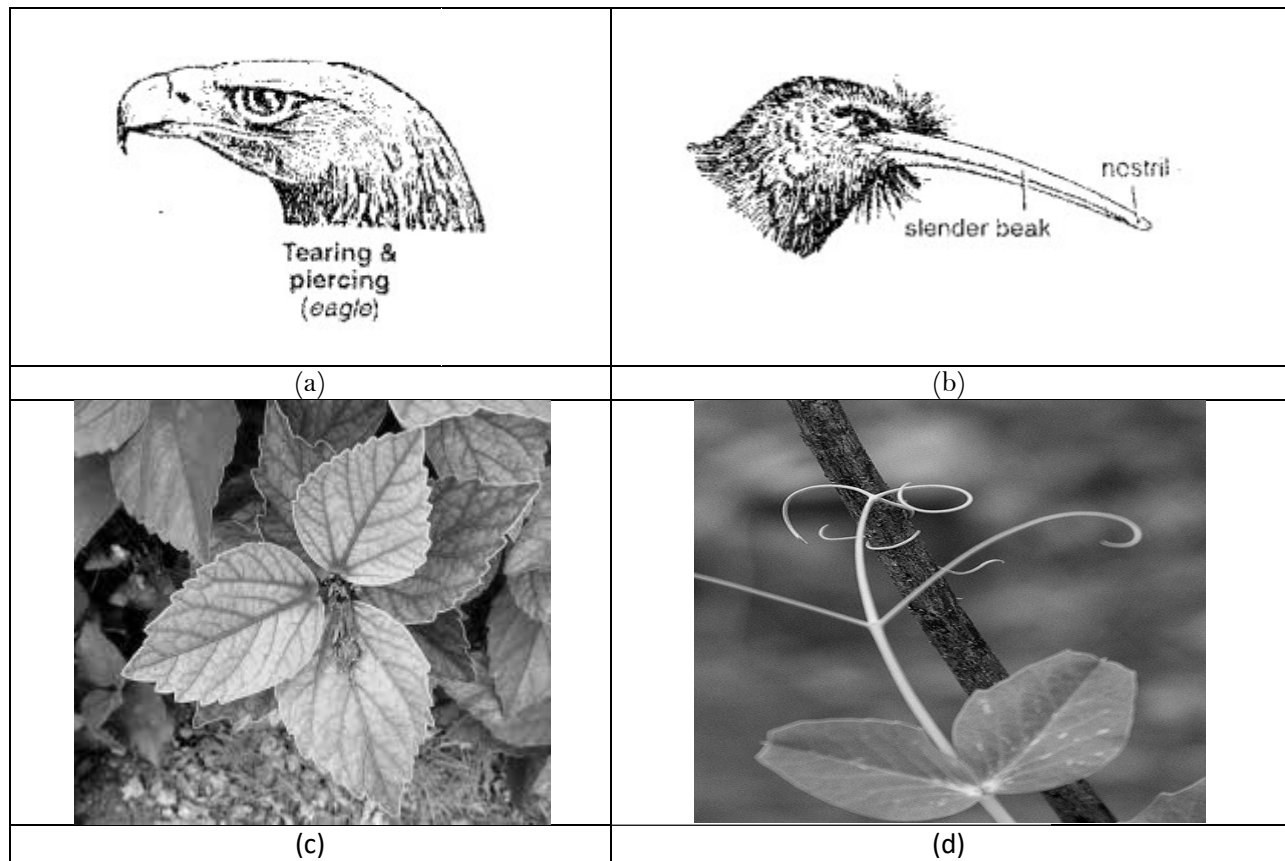 Tearing &
piercing
(eagle)
nostril
slender beak
(a)
(b)
(c)
(d)